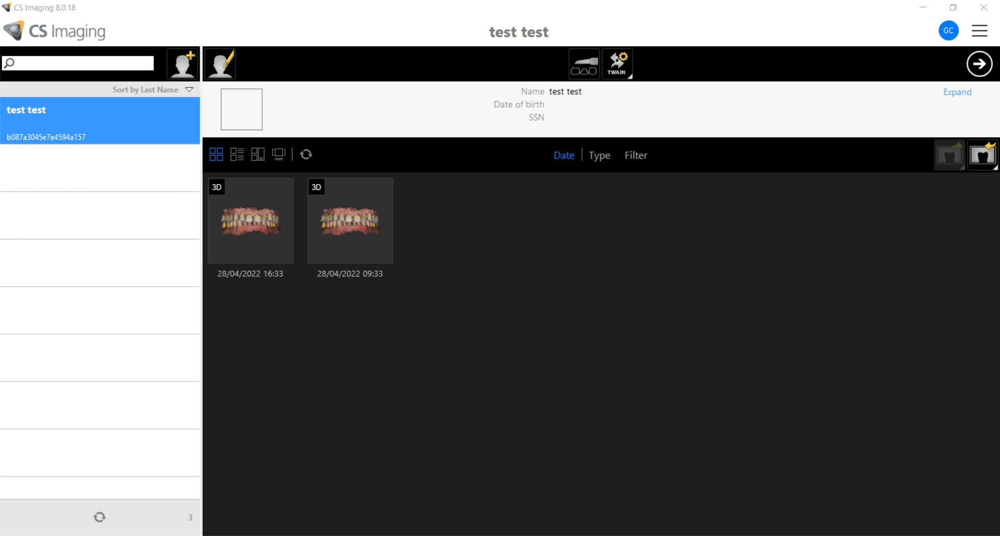 CS Imaging 8.0.18
CS Imaging
test test
GC
TWAIN
Sort by Last Name
test test
b087a3045e7e4594a157
Name test test
Date of birth
SSN
Expand
Date
Type
Filter
3D
3D
28/04/2022 16:33
28/04/2022 09:33
3